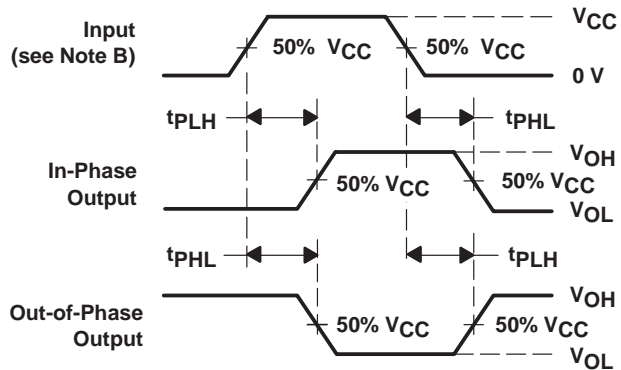 Input
(see Note B)
50% VCC
50% VCC
VCC
0 V
tPLH
tPHL
In-Phase
Output
50% VCC
50% VCC
VOH
VOL
tPHL
tPLH
Out-of-Phase
Output
50% VCC
50% VCC
VOH
VOL